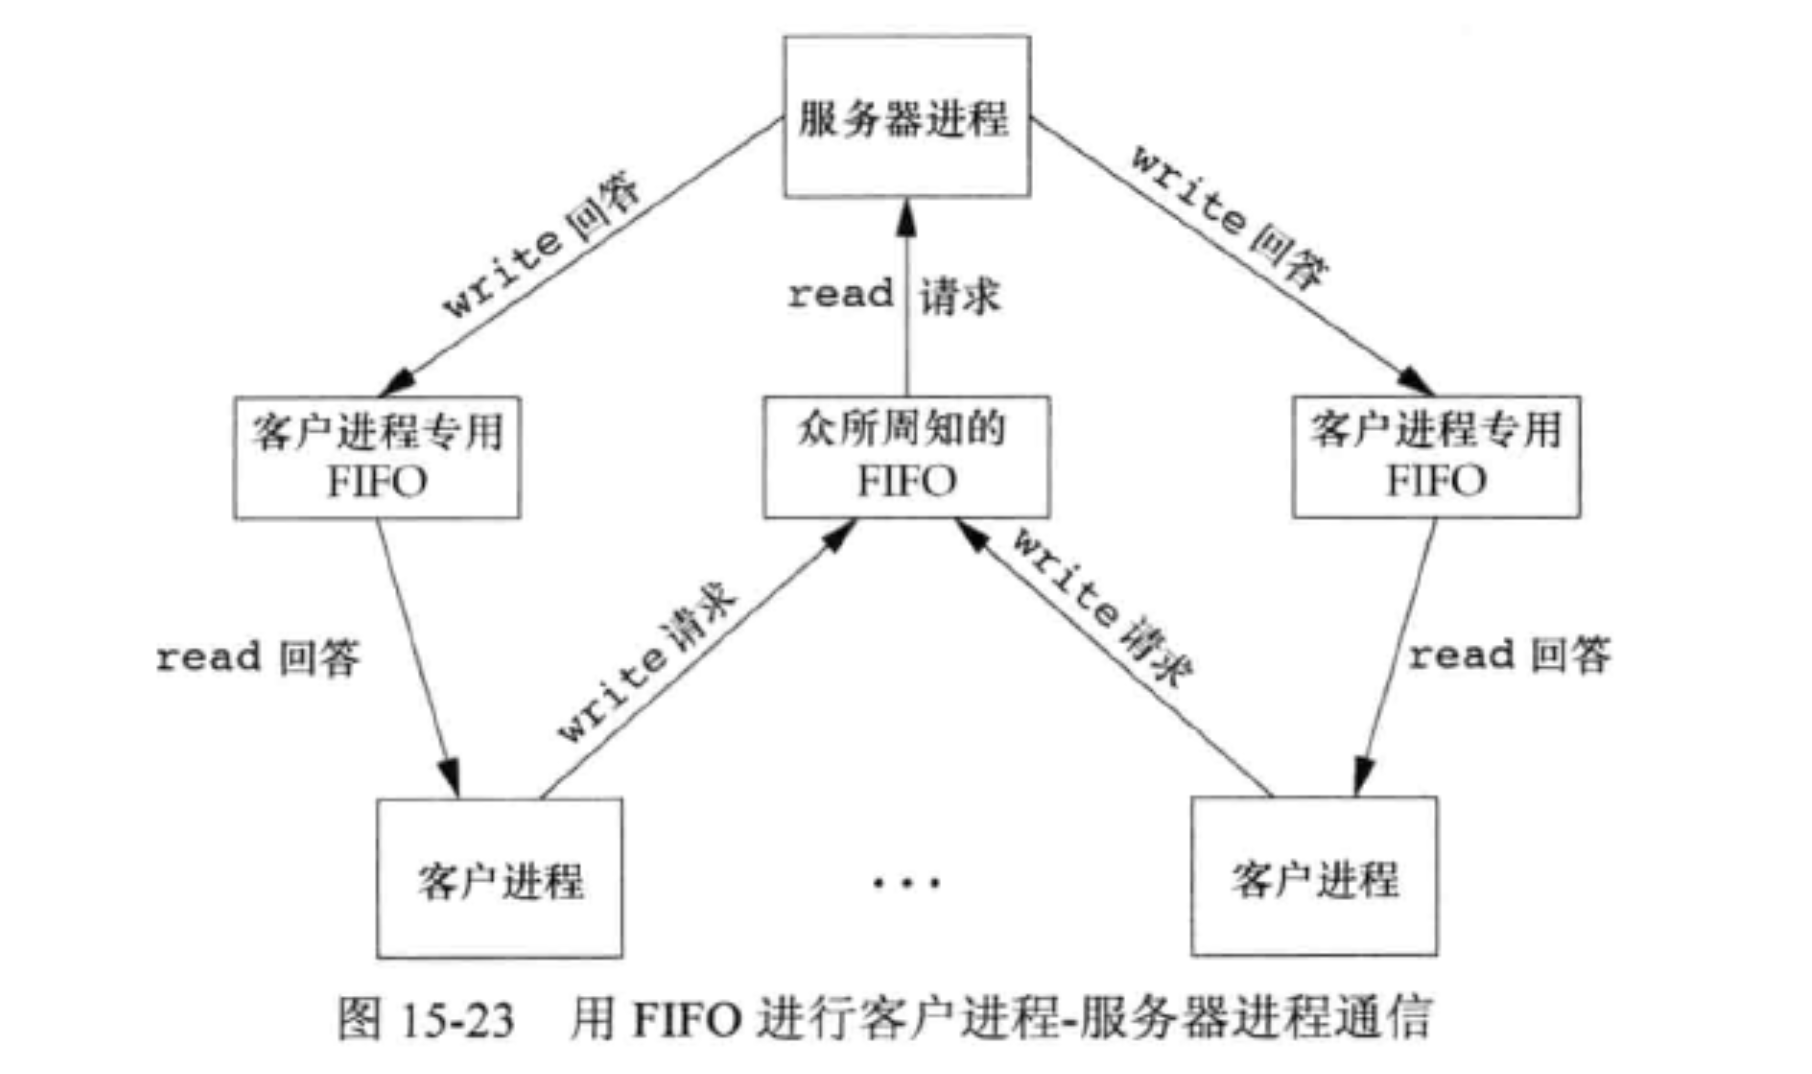 服务器进程
write 回答
write 回答
read 请求
客户进程专用
FIFO
众所周知的
FIFO
客户进程专用
FIFO
read 回答
write 请求
write 请求
read 回答
客户进程
...
客户进程
图 15-23 用 FIFO 进行客户进程-服务器进程通信